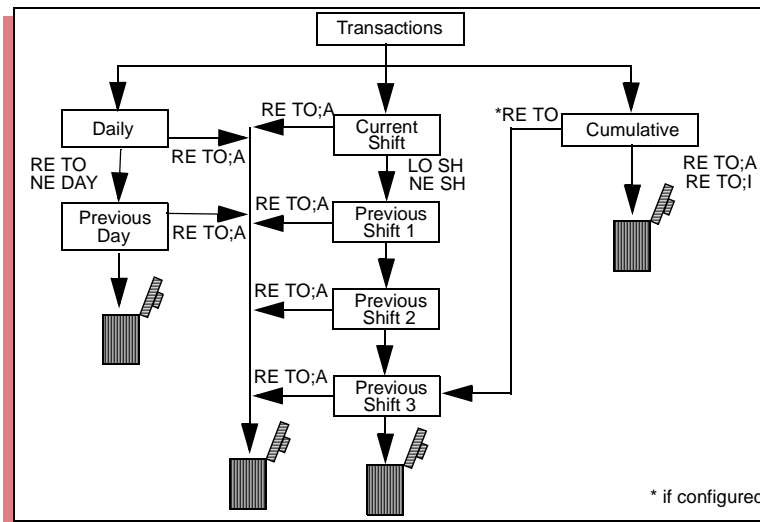 Transactions
RE TO;A
*RE TO
Daily
Current
Shift
Cumulative
RE TO;A
RE TO
NE DAY
LO SH
NE SH
RE TO;A
RE TO;I
RE TO;A
Previous
Day
Previous
Shift 1
RE TO;A
RE TO;A
Previous
Shift 2
RE TO;A
Previous
Shift 3
* if configured